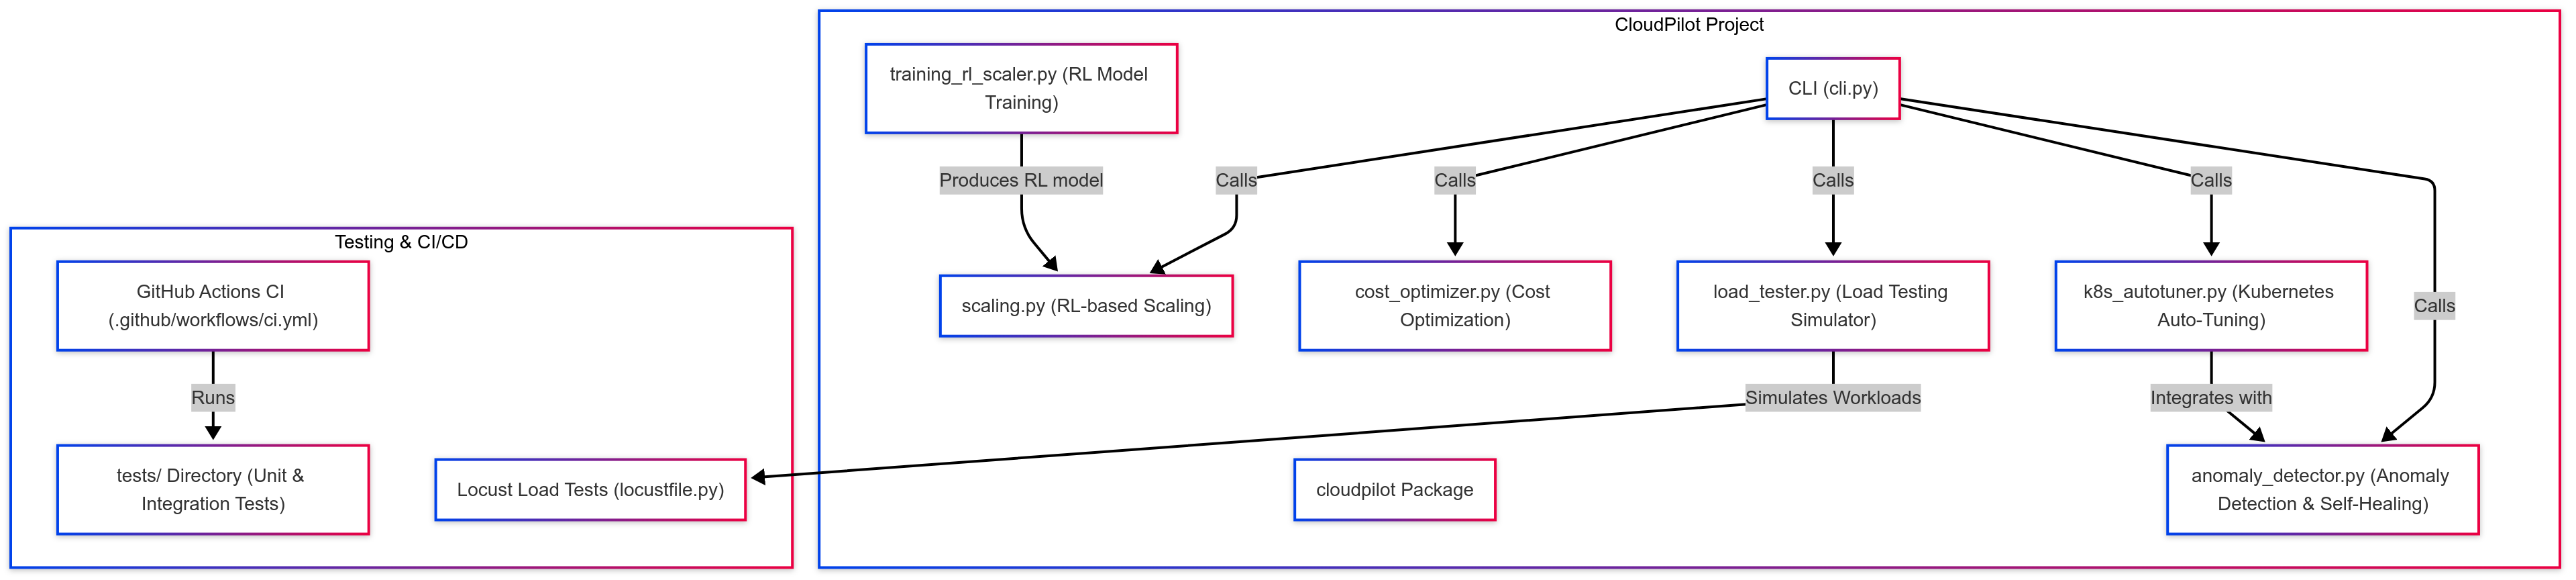 CloudPilot Project
training_rl_scaler.py (RL Model
Training)
CLI (cli.py)
Produces RL model
Calls
Calls
Calls
Calls
Testing & CI/CD
GitHub Actions CI
(.github/workflows/ci.yml)
scaling.py (RL-based Scaling)
cost_optimizer.py (Cost
Optimization)
load_tester.py (Load Testing
Simulator)
k8s_autotuner.py (Kubernetes
Auto-Tuning)
Calls
Runs
Simulates Workloads
Integrates with
tests/ Directory (Unit &
Integration Tests)
Locust Load Tests (locustfile.py)
cloudpilot Package
anomaly_detector.py (Anomaly
Detection & Self-Healing)